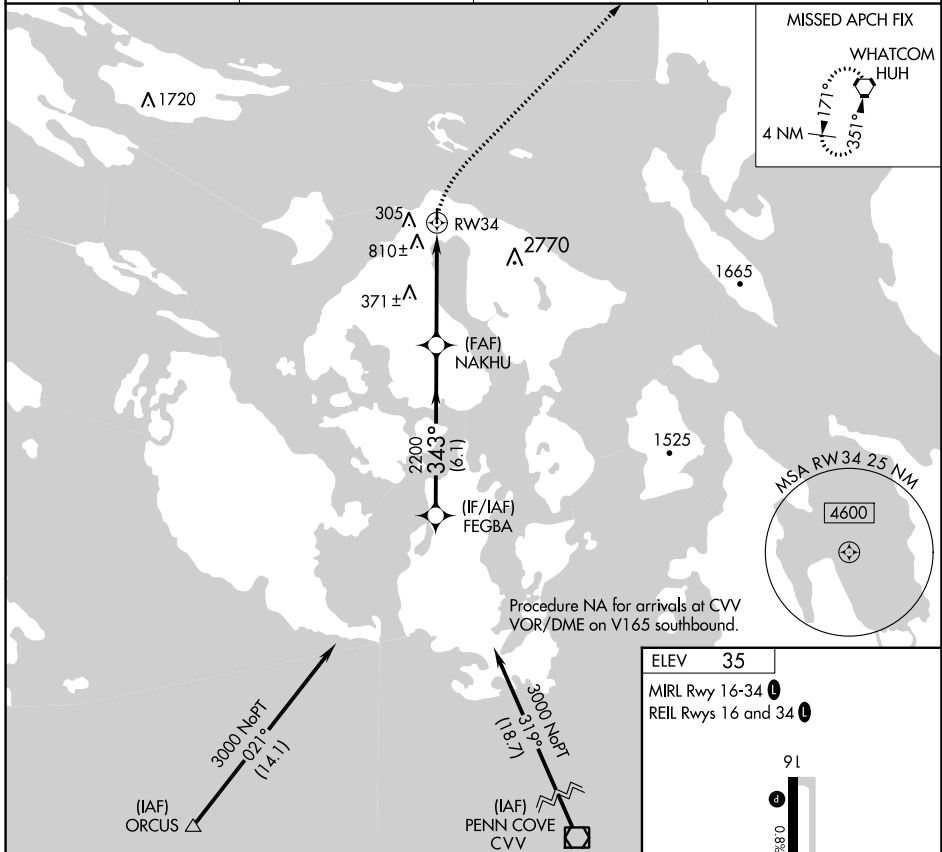 MISSED APCH FIX
WHATCOM
HUH
171°
351°
4 NM
1720
305
RW34
810±
2770
371±
1665
(FAF)
NAKHU
2200
343°
(6.1)
1525
(IF/IAF)
FEGBA
MSA RW34 25 NM
4600
Procedure NA for arrivals at CVV
VOR/DME on V165 southbound.
3000 NoPT
021°
(14.1)
3000 NoPT
319°
(18.7)
(IAF)
ORCUS
(IAF)
PENN COVE
CVV
ELEV 35
MIRL Rwy 16-34 L
REIL Rwys 16 and 34 L
16
P
0.8%